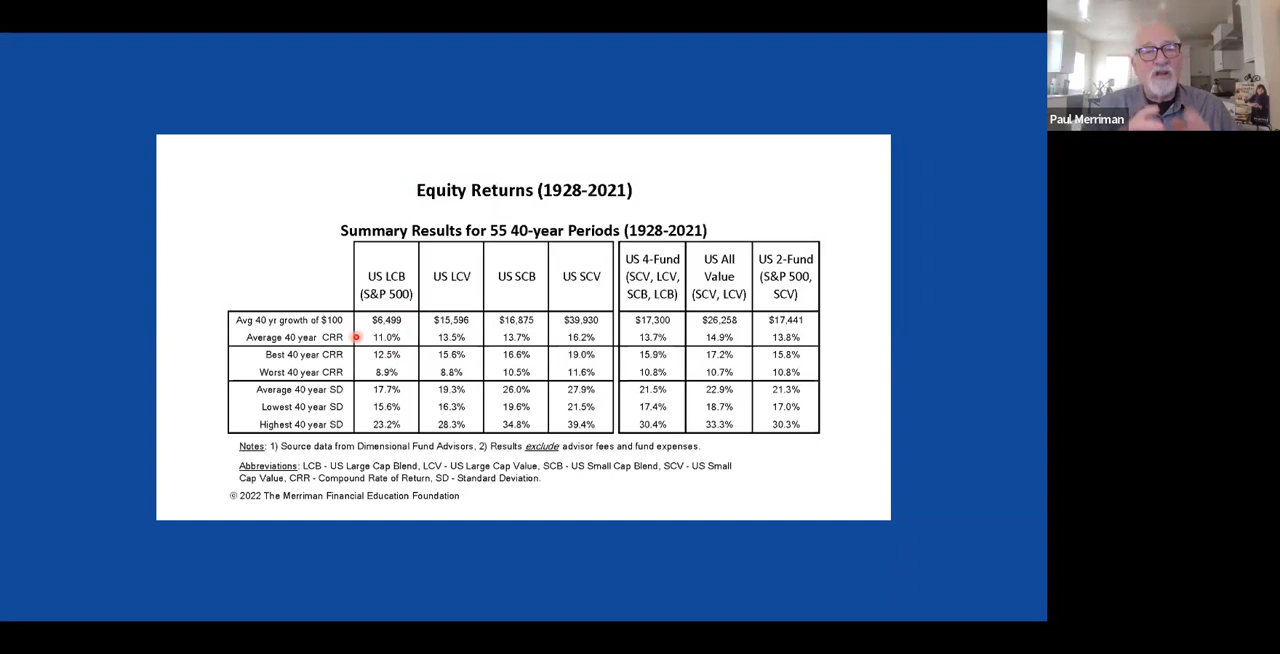 Paul Merriman
Equity Returns (1928-2021)
Summary Results for 55 40-year Periods (1928-2021)
US LCB (S&P 500) US LCV US SCB US SCV US 4-Fund (SCV, LCV, SCB, LCB) US All Value (SCV, LCV) US 2-Fund (S&P 500, SCV)
Avg 40 yr growth of $100 $6,499 $15,596 $16,875 $39,930 $17,300 $26,258 $17,441
Average 40 year CRR 11.0% 13.5% 13.7% 16.2% 13.7% 14.9% 13.8%
Best 40 year CRR 12.5% 15.6% 16.6% 19.0% 15.9% 17.2% 15.8%
Worst 40 year CRR 8.9% 8.8% 10.5% 11.6% 10.8% 10.7% 10.8%
Average 40 year SD 17.7% 19.3% 26.0% 27.9% 21.5% 22.9% 21.3%
Lowest 40 year SD 15.6% 16.3% 19.6% 21.5% 17.4% 18.7% 17.0%
Highest 40 year SD 23.2% 28.3% 34.8% 39.4% 30.4% 33.3% 30.3%
Notes: 1) Source data from Dimensional Fund Advisors, 2) Results exclude advisor fees and fund expenses.
Abbreviations: LCB - US Large Cap Blend, LCV - US Large Cap Value, SCB - US Small Cap Blend, SCV - US Small
Cap Value, CRR - Compound Rate of Return, SD - Standard Deviation.
© 2022 The Merriman Financial Education Foundation